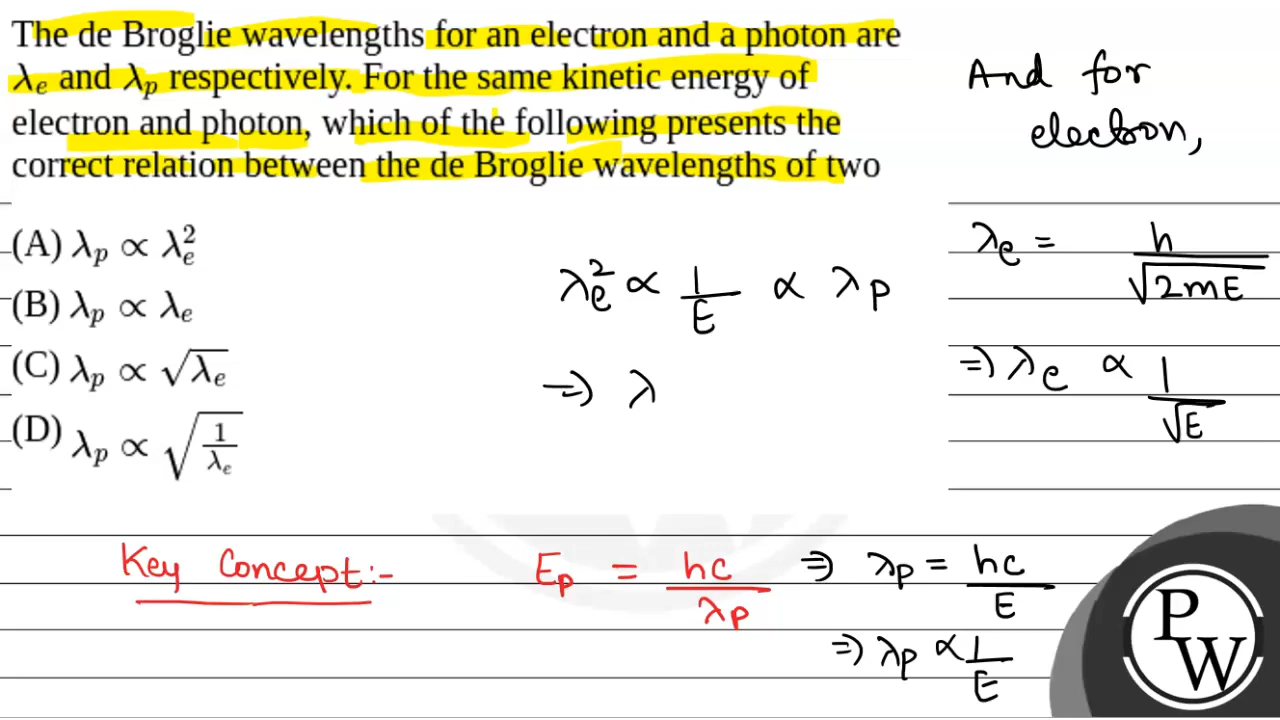 The de Broglie wavelengths for an electron and a photon are
λₑ and λₚ respectively. For the same kinetic energy of
electron and photon, which of the following presents the
correct relation between the de Broglie wavelengths of two
(A) λₚ ∝ λₑ²
(B) λₚ ∝ λₑ
(C) λₚ ∝ √λₑ
(D) λₚ ∝ √(1/λₑ)
λₑ² ∝ 1/E ∝ λp
⇒ λ
And for
electron,
λe = h/√2mE
⇒ λe ∝ 1/√E
Key Concept:-
Ep = hc/λp ⇒ λp = hc/E
⇒ λp ∝ 1/E
PW